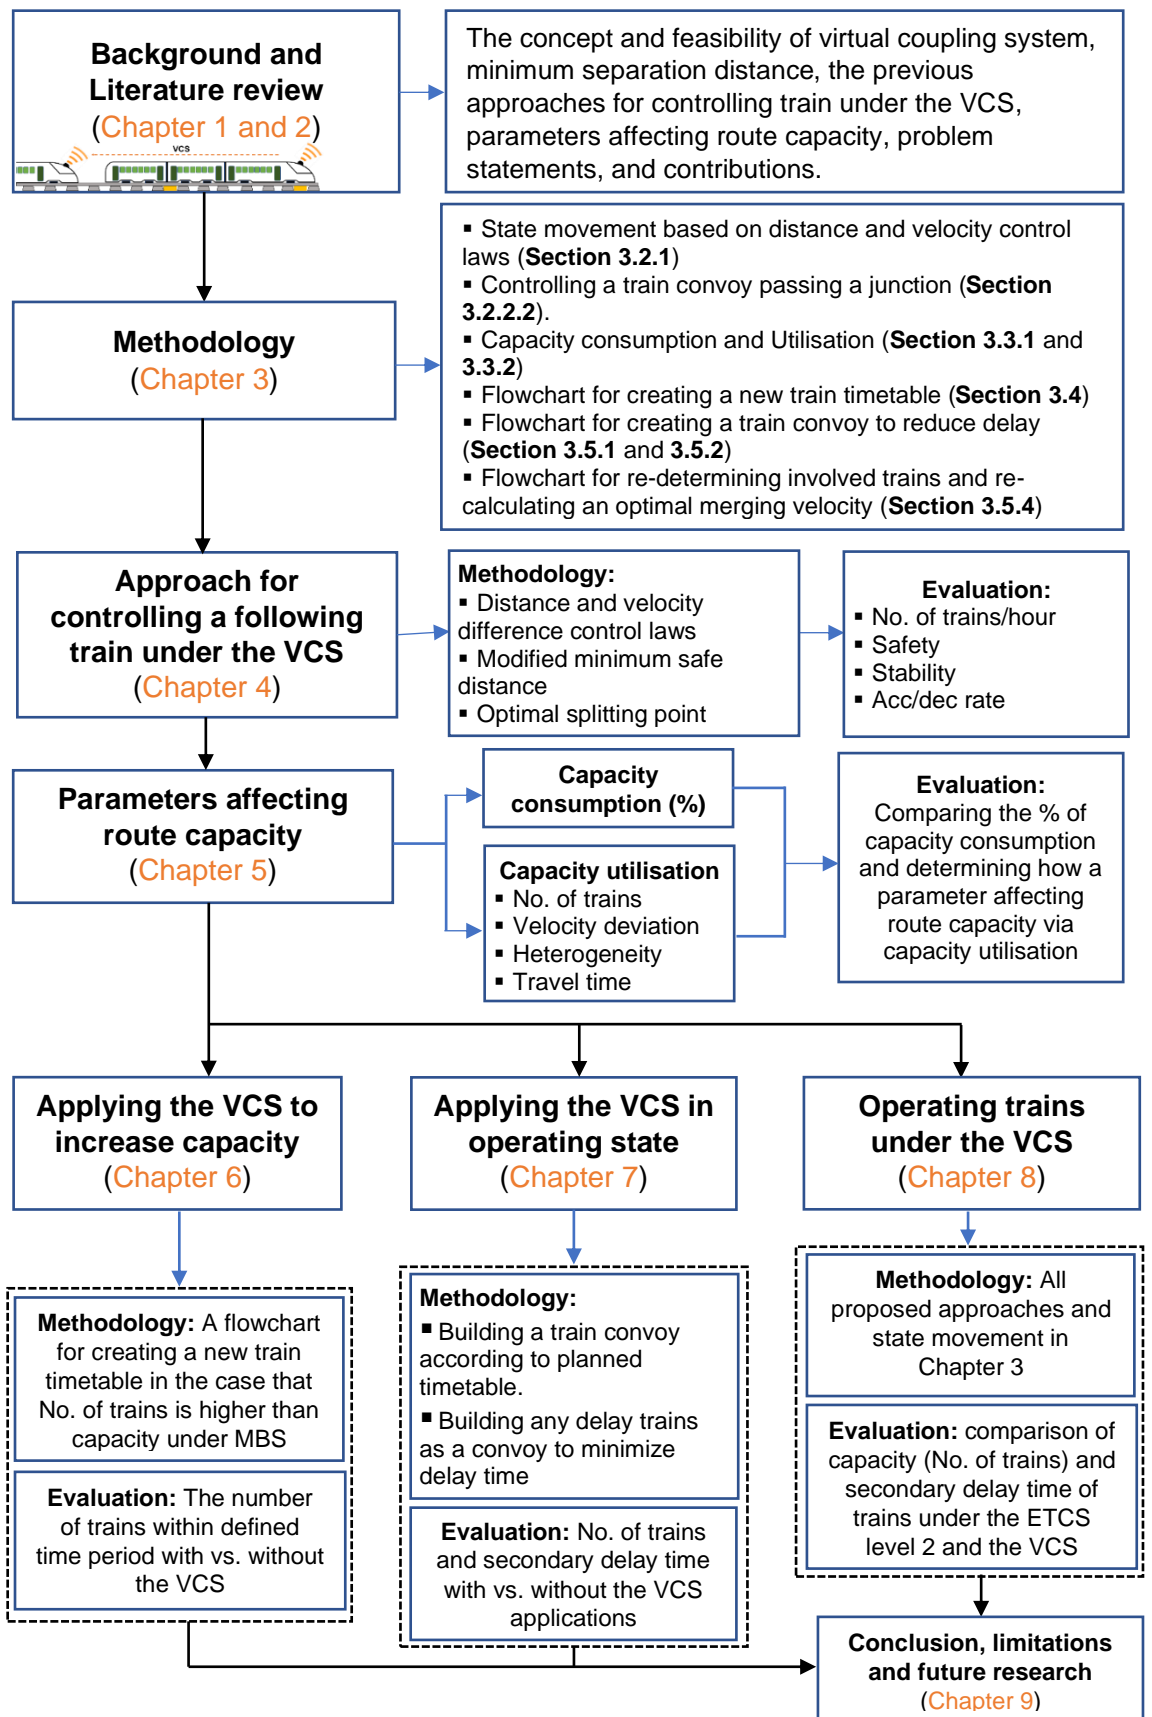 Background and
Literature review
(Chapter 1 and 2)
VCS
The concept and feasibility of virtual coupling system,
minimum separation distance, the previous
approaches for controlling train under the VCS,
parameters affecting route capacity, problem
statements, and contributions.
Methodology
(Chapter 3)
▪ State movement based on distance and velocity control
laws (Section 3.2.1)
▪ Controlling a train convoy passing a junction (Section
3.2.2.2).
▪ Capacity consumption and Utilisation (Section 3.3.1 and
3.3.2)
▪ Flowchart for creating a new train timetable (Section 3.4)
▪ Flowchart for creating a train convoy to reduce delay
(Section 3.5.1 and 3.5.2)
▪ Flowchart for re-determining involved trains and re-
calculating an optimal merging velocity (Section 3.5.4)
Approach for
controlling a following
train under the VCS
(Chapter 4)
Methodology:
▪ Distance and velocity
difference control laws
▪ Modified minimum safe
distance
▪ Optimal splitting point
Evaluation:
▪ No. of trains/hour
▪ Safety
▪ Stability
▪ Acc/dec rate
Parameters affecting
route capacity
(Chapter 5)
Capacity
consumption (%)
Capacity utilisation
▪ No. of trains
▪ Velocity deviation
▪ Heterogeneity
▪ Travel time
Evaluation:
Comparing the % of
capacity consumption
and determining how a
parameter affecting
route capacity via
capacity utilisation
Applying the VCS to
increase capacity
(Chapter 6)
Applying the VCS in
operating state
(Chapter 7)
Operating trains
under the VCS
(Chapter 8)
Methodology: A flowchart
for creating a new train
timetable in the case that
No. of trains is higher than
capacity under MBS
Evaluation: The number
of trains within defined
time period with vs. without
the VCS
Methodology:
▪ Building a train convoy
according to planned
timetable.
▪ Building any delay trains
as a convoy to minimize
delay time
Evaluation: No. of trains
and secondary delay time
with vs. without the VCS
applications
Methodology: All
proposed approaches and
state movement in
Chapter 3
Evaluation: comparison of
capacity (No. of trains) and
secondary delay time of
trains under the ETCS
level 2 and the VCS
Conclusion, limitations
and future research
(Chapter 9)